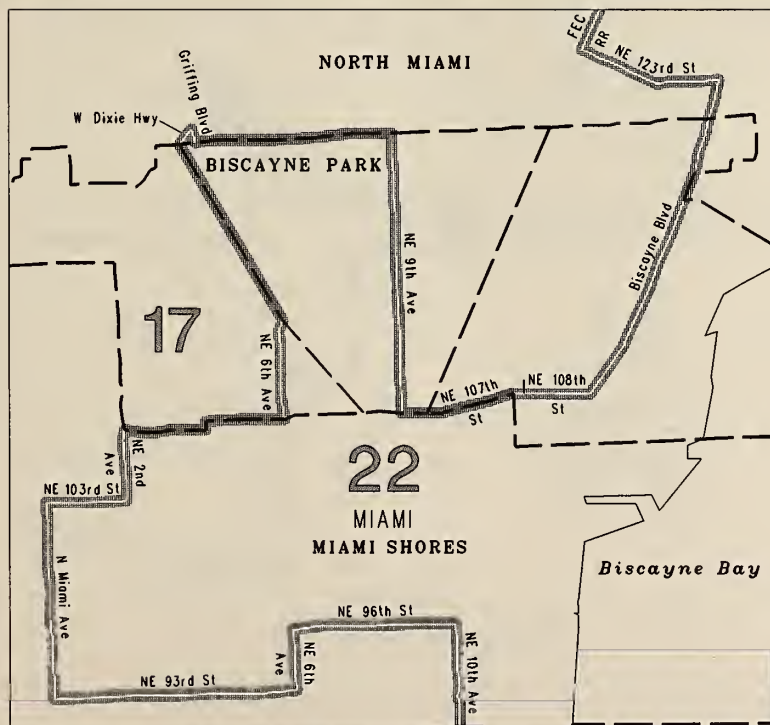 FEC
RR
NE 123rd St
NORTH MIAMI
Griffing Blvd
W Dixie Hwy
BISCAYNE PARK
NE 9th Ave
Biscayne Blvd
17
NE 6th Ave
NE 107th
St
NE 108th
St
NE 2nd
Ave
22
NE 103rd St
MIAMI
MIAMI SHORES
N Miami Ave
Biscayne Bay
NE 96th St
NE 6th
Ave
NE 10th Ave
NE 93rd St